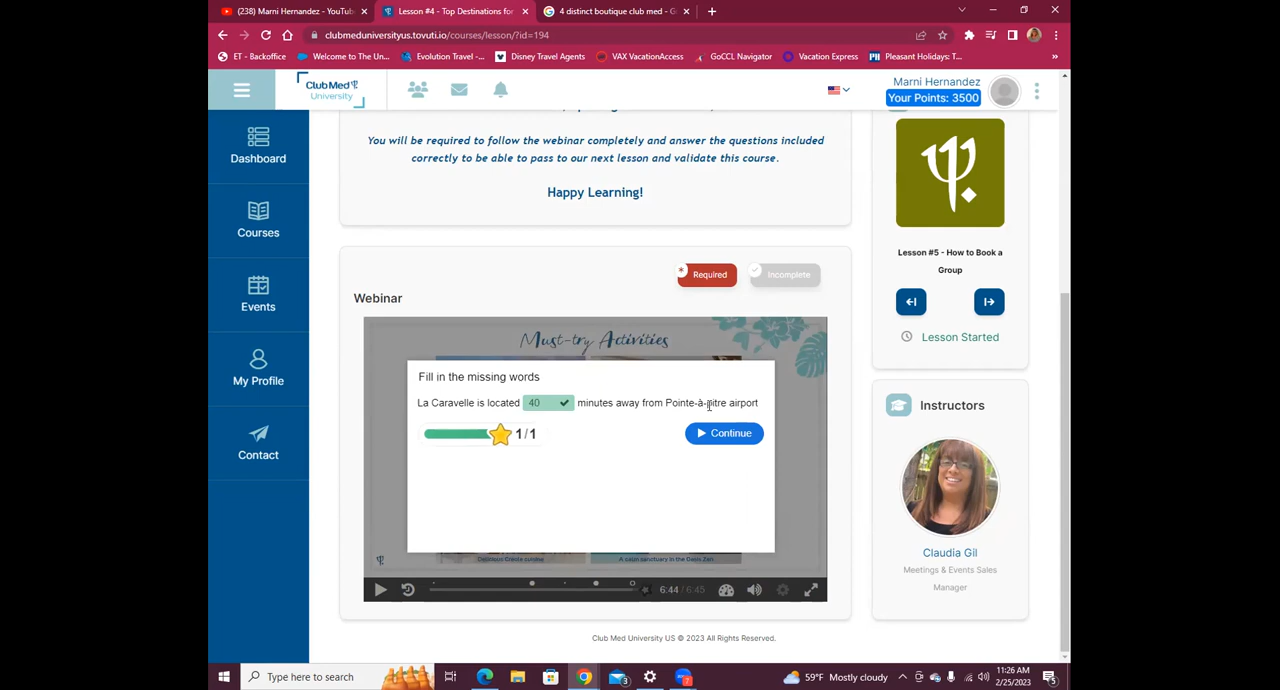 (238) Marni Hernandez - YouTub
Lesson #4 - Top Destinations for
4 distinct boutique club med - G
clubmeduniversityus.tovuti.io/courses/lesson/?id=194
ET - Backoffice
Welcome to The Un...
Evolution Travel -...
Disney Travel Agents
VAX VacationAccess
GoCCL Navigator
Vacation Express
Pleasant Holidays: T...
Club Med
University
Marni Hernandez
Your Points: 3500
Dashboard
Courses
Events
My Profile
Contact
You will be required to follow the webinar completely and answer the questions included
correctly to be able to pass to our next lesson and validate this course.
Happy Learning!
Required
Incomplete
Webinar
Must-try Activities
Fill in the missing words
La Caravelle is located 40 minutes away from Pointe-à-pitre airport
1/1
Continue
6:44 / 6:45
Lesson #5 - How to Book a
Group
Lesson Started
Instructors
Claudia Gil
Meetings & Events Sales
Manager
Club Med University US © 2023 All Rights Reserved.
Type here to search
59°F Mostly cloudy
11:26 AM
2/25/2023